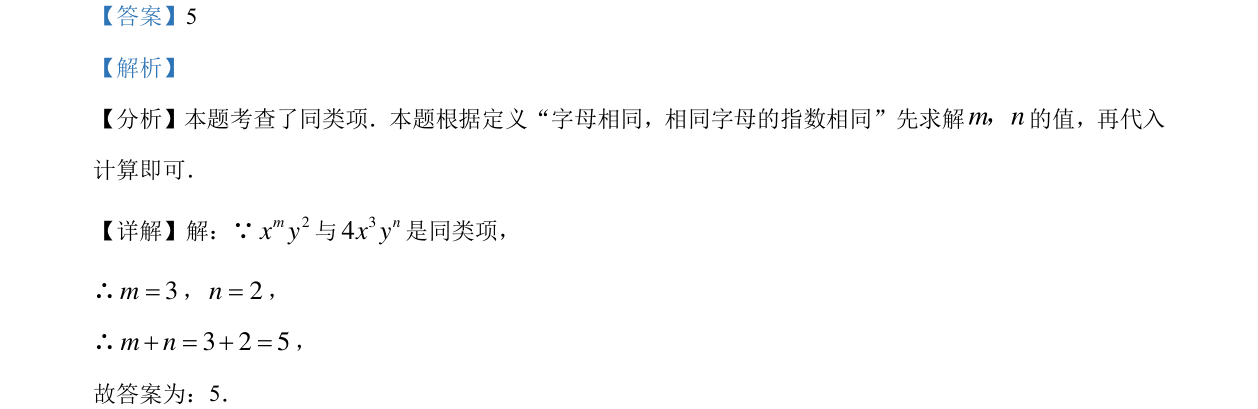 【答案】5
【解析】
【分析】本题考查了同类项．本题根据定义“字母相同，相同字母的指数相同”先求解 m，n 的值，再代入
计算即可．
【详解】解：∵ $x^m y^2$ 与 $4x^3 y^n$ 是同类项，
∴ m = 3，n = 2，
∴ m + n = 3 + 2 = 5，
故答案为：5．